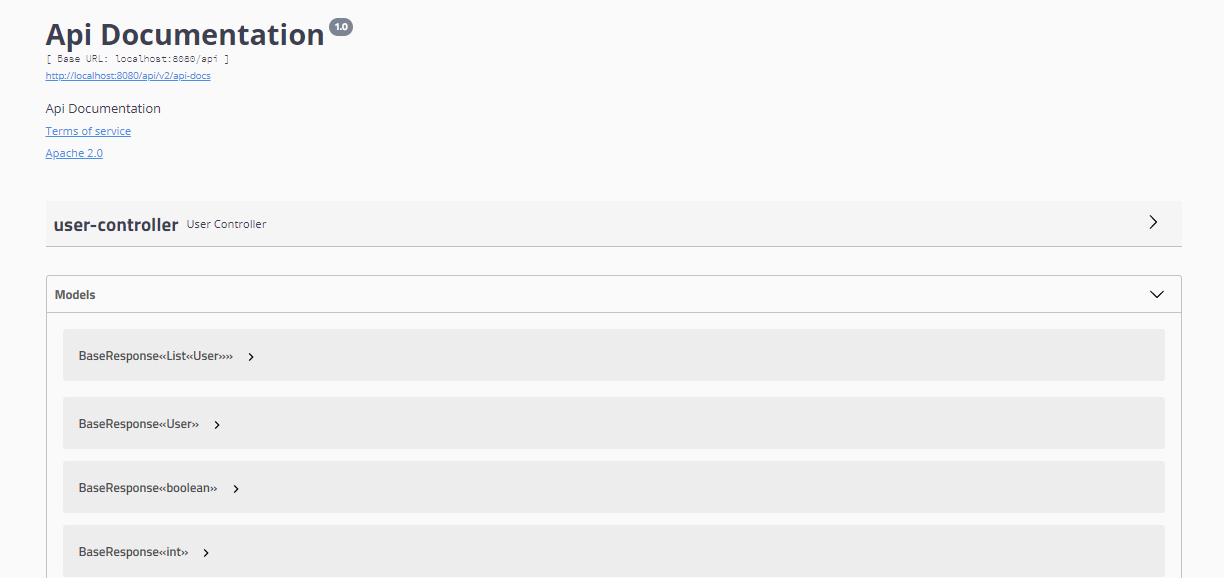 Api Documentation 1.0
[ Base URL: localhost:8080/api ]
http://localhost:8080/api/v2/api-docs
Api Documentation
Terms of service
Apache 2.0
user-controller User Controller
Models
BaseResponse«List«User»»
BaseResponse«User»
BaseResponse«boolean»
BaseResponse«int»